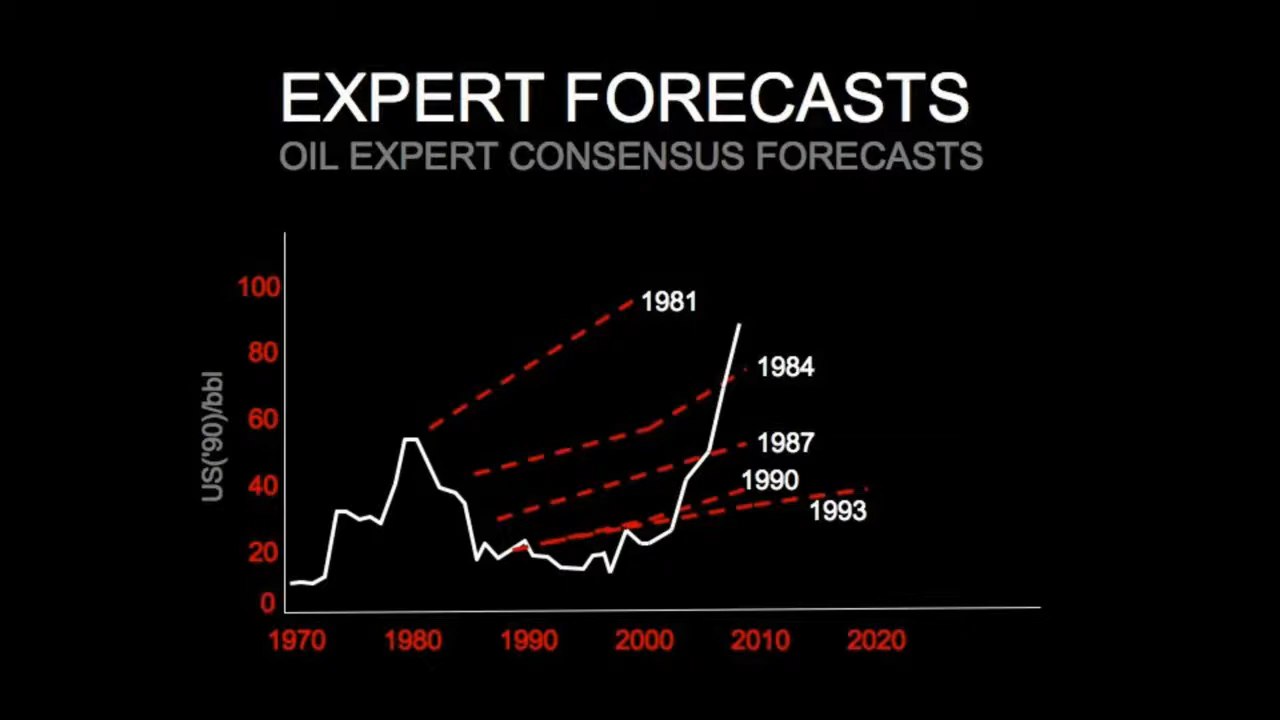 EXPERT FORECASTS
OIL EXPERT CONSENSUS FORECASTS
US('90)/bbl
100
80
60
40
20
0
1981
1984
1987
1990
1993
1970 1980 1990 2000 2010 2020